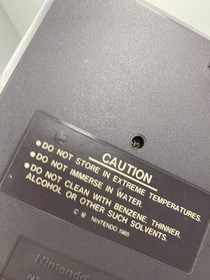 CAUTION
•DO NOT STORE IN EXTREME TEMPERATURES.
•DO NOT IMMERSE IN WATER.
•DO NOT CLEAN WITH BENZENE, THINNER,
ALCOHOL OR OTHER SUCH SOLVENTS.
© M NINTENDO 1985
Nintendo